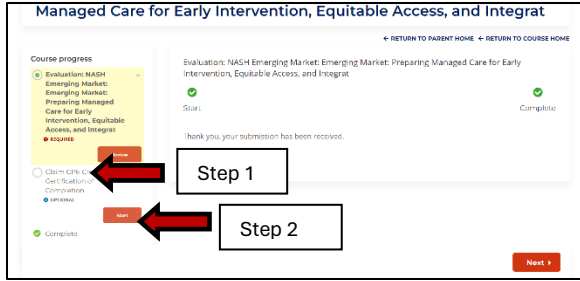 Managed Care for Early Intervention, Equitable Access, and Integrat
← RETURN TO PARENT HOME ← RETURN TO COURSE HOME
Course progress
Evaluation: NASH
Emerging Market:
Emerging Market:
Preparing Managed
Care for Early
Intervention, Equitable
Access, and Integrat
REQUIRED
Review
Claim CPE
Certification of
Completion
OPTIONAL
Start
Complete
Evaluation: NASH Emerging Market: Emerging Market: Preparing Managed Care for Early
Intervention, Equitable Access, and Integrat
Start
Complete
Thank you, your submission has been received.
Step 1
Step 2
Next